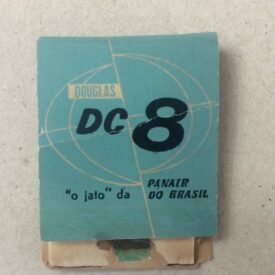 DOUGLAS
DC 8
"o jato" da PANAIR
DO BRASIL